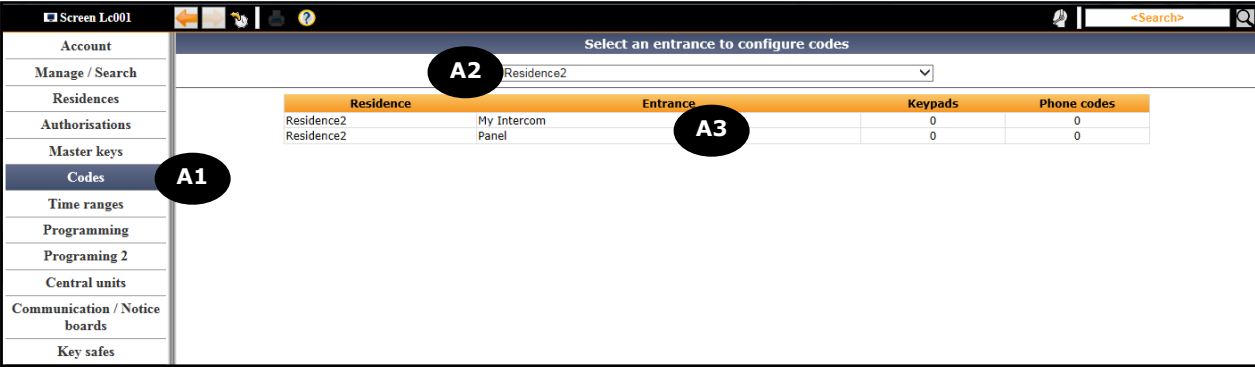 Screen Lc001
?
<Search>
Account
Manage / Search
Residences
Authorisations
Master keys
Codes
Time ranges
Programming
Programing 2
Central units
Communication / Notice
boards
Key safes
A1
Select an entrance to configure codes
A2
Residence2
Residence Entrance Keypads Phone codes
Residence2 My Intercom 0 0
Residence2 Panel 0 0
A3